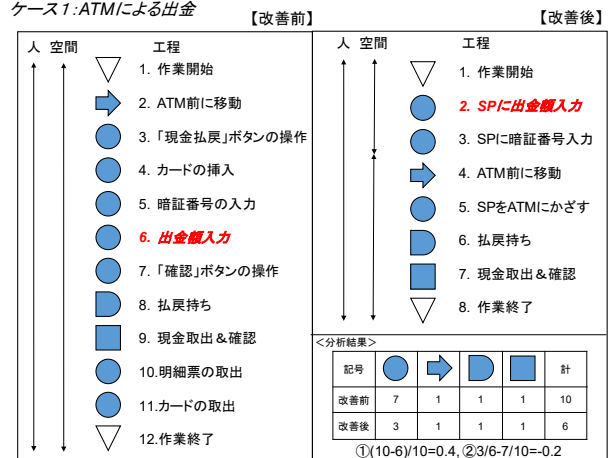 ケース1:ATMによる出金
【改善前】
人 空間 工程
1. 作業開始
2. ATM前に移動
3. 「現金払戻」ボタンの操作
4. カードの挿入
5. 暗証番号の入力
6. 出金額入力
7. 「確認」ボタンの操作
8. 払戻持ち
9. 現金取出&確認
10.明細票の取出
11.カードの取出
12.作業終了
【改善後】
人 空間 工程
1. 作業開始
2. SPに出金額入力
3. SPに暗証番号入力
4. ATM前に移動
5. SPをATMにかざす
6. 払戻持ち
7. 現金取出&確認
8. 作業終了
<分析結果>
記号 計
改善前 7 1 1 1 10
改善後 3 1 1 1 6
①(10-6)/10=0.4, ②3/6-7/10=-0.2